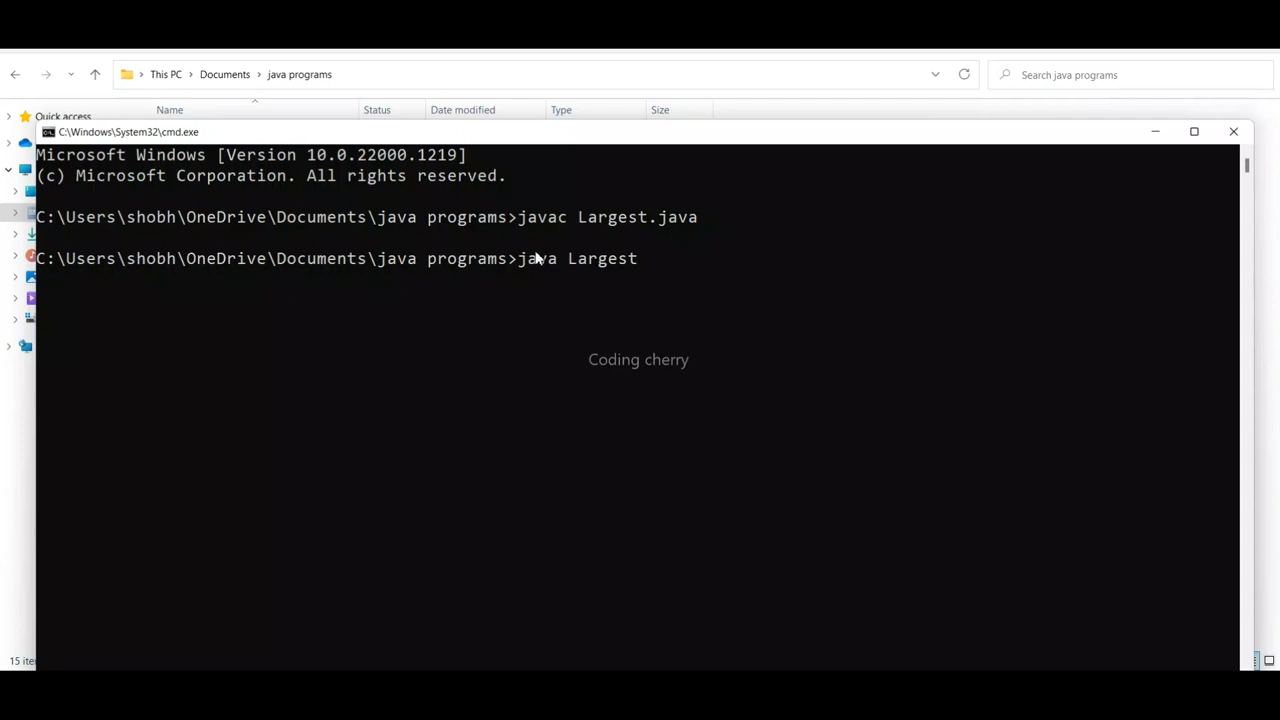 This PC > Documents > java programs
Search java programs
Name Status Date modified Type Size
Quick access
C:\Windows\System32\cmd.exe
Microsoft Windows [Version 10.0.22000.1219]
(c) Microsoft Corporation. All rights reserved.
C:\Users\shobh\OneDrive\Documents\java programs>javac Largest.java
C:\Users\shobh\OneDrive\Documents\java programs>java Largest
Coding cherry
15